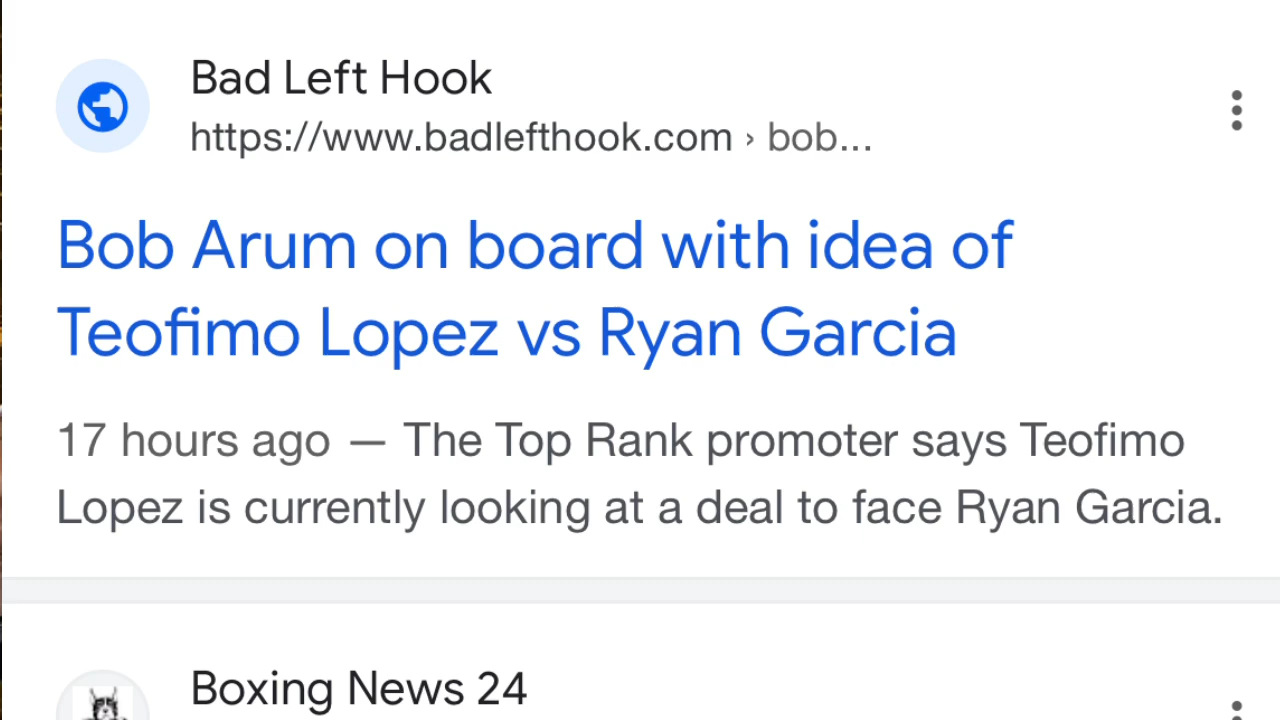 Bad Left Hook
https://www.badlefthook.com › bob...
Bob Arum on board with idea of
Teofimo Lopez vs Ryan Garcia
17 hours ago — The Top Rank promoter says Teofimo
Lopez is currently looking at a deal to face Ryan Garcia.
Boxing News 24